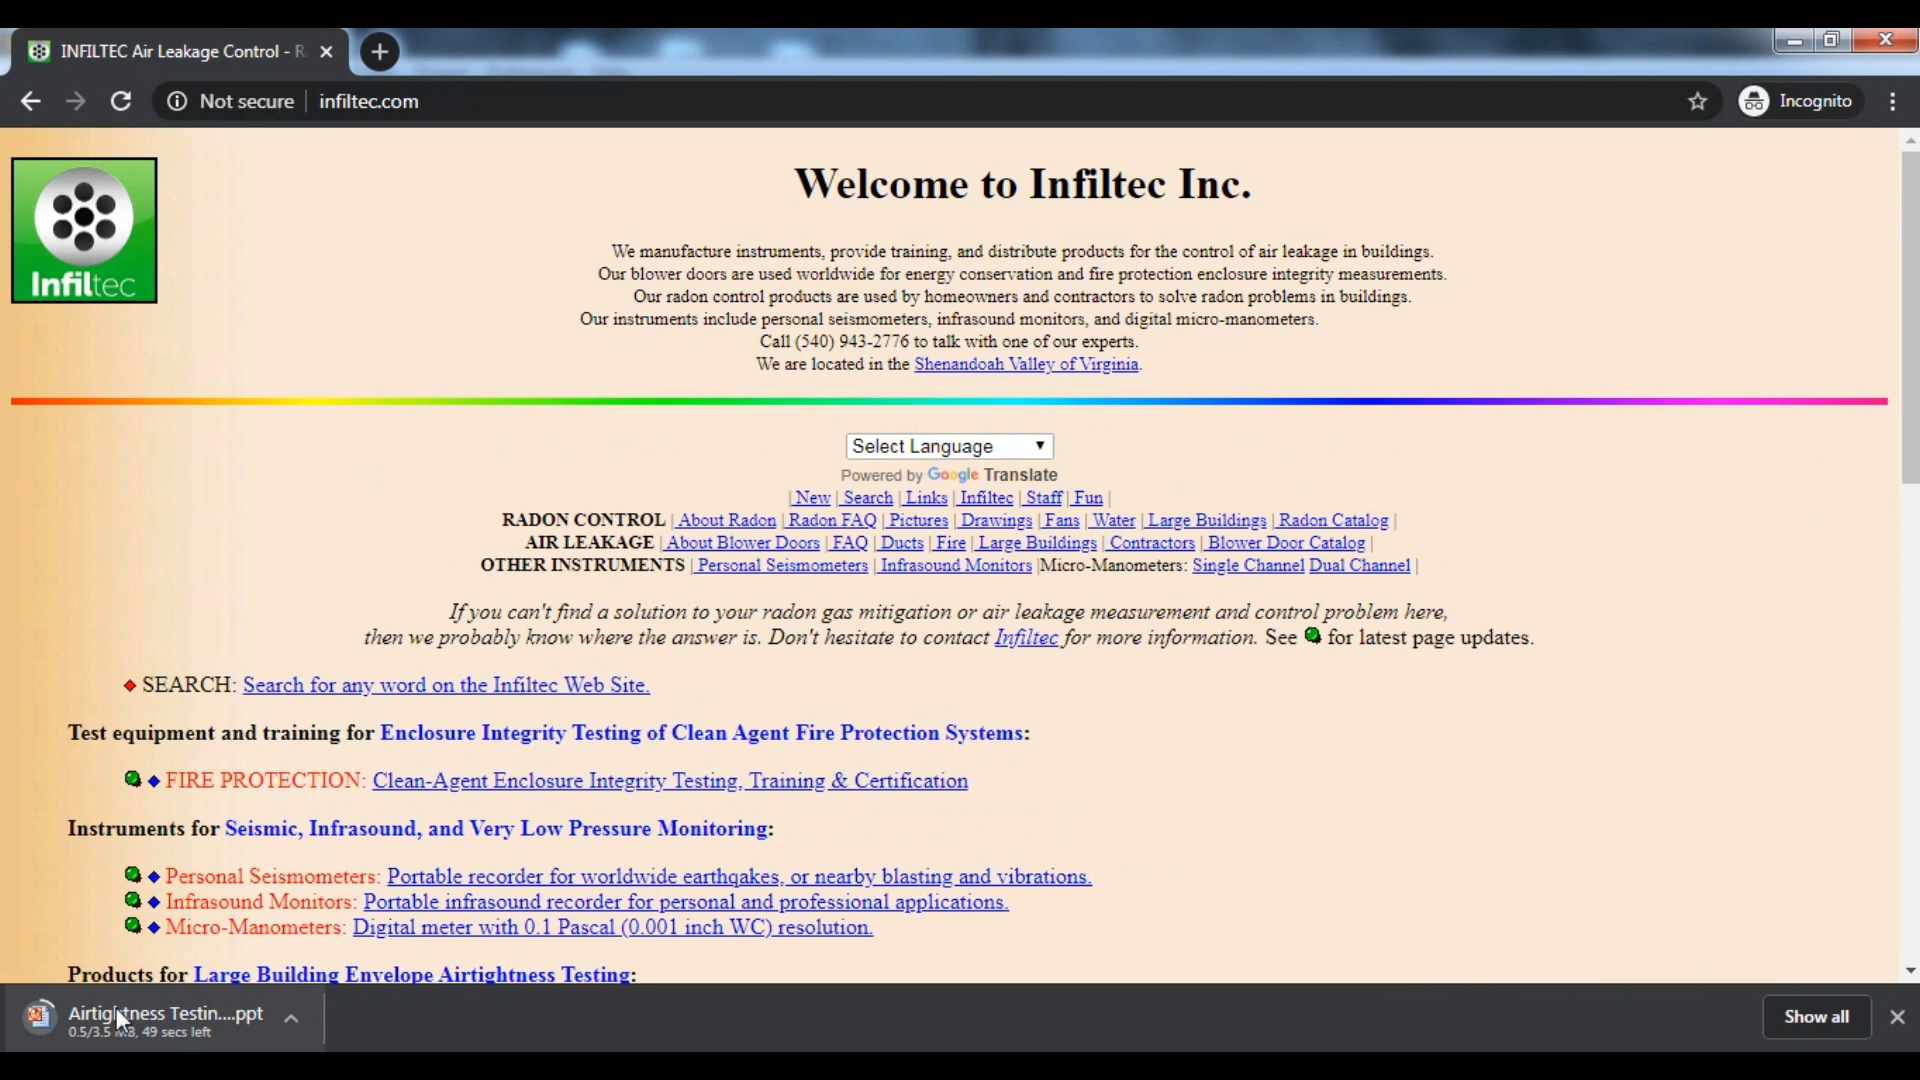 INFILTEC Air Leakage Control - R
Not secure
infiltec.com
Incognito
Infiltec
Welcome to Infiltec Inc.
We manufacture instruments, provide training, and distribute products for the control of air leakage in buildings.
Our blower doors are used worldwide for energy conservation and fire protection enclosure integrity measurements.
Our radon control products are used by homeowners and contractors to solve radon problems in buildings.
Our instruments include personal seismometers, infrasound monitors, and digital micro-manometers.
Call (540) 943-2776 to talk with one of our experts.
We are located in the Shenandoah Valley of Virginia.
Select Language
Powered by Google Translate
| New | Search | Links | Infiltec | Staff | Fun |
RADON CONTROL | About Radon | Radon FAQ | Pictures | Drawings | Fans | Water | Large Buildings | Radon Catalog |
AIR LEAKAGE | About Blower Doors | FAQ | Ducts | Fire | Large Buildings | Contractors | Blower Door Catalog |
OTHER INSTRUMENTS | Personal Seismometers | Infrasound Monitors |Micro-Manometers: Single Channel Dual Channel |
If you can't find a solution to your radon gas mitigation or air leakage measurement and control problem here,
then we probably know where the answer is. Don't hesitate to contact Infiltec for more information. See for latest page updates.
SEARCH: Search for any word on the Infiltec Web Site.
Test equipment and training for Enclosure Integrity Testing of Clean Agent Fire Protection Systems:
FIRE PROTECTION: Clean-Agent Enclosure Integrity Testing, Training & Certification
Instruments for Seismic, Infrasound, and Very Low Pressure Monitoring:
Personal Seismometers: Portable recorder for worldwide earthqakes, or nearby blasting and vibrations.
Infrasound Monitors: Portable infrasound recorder for personal and professional applications.
Micro-Manometers: Digital meter with 0.1 Pascal (0.001 inch WC) resolution.
Products for Large Building Envelope Airtightness Testing:
Airtightness Testin....ppt
0.5/3.5 MB, 49 secs left
Show all